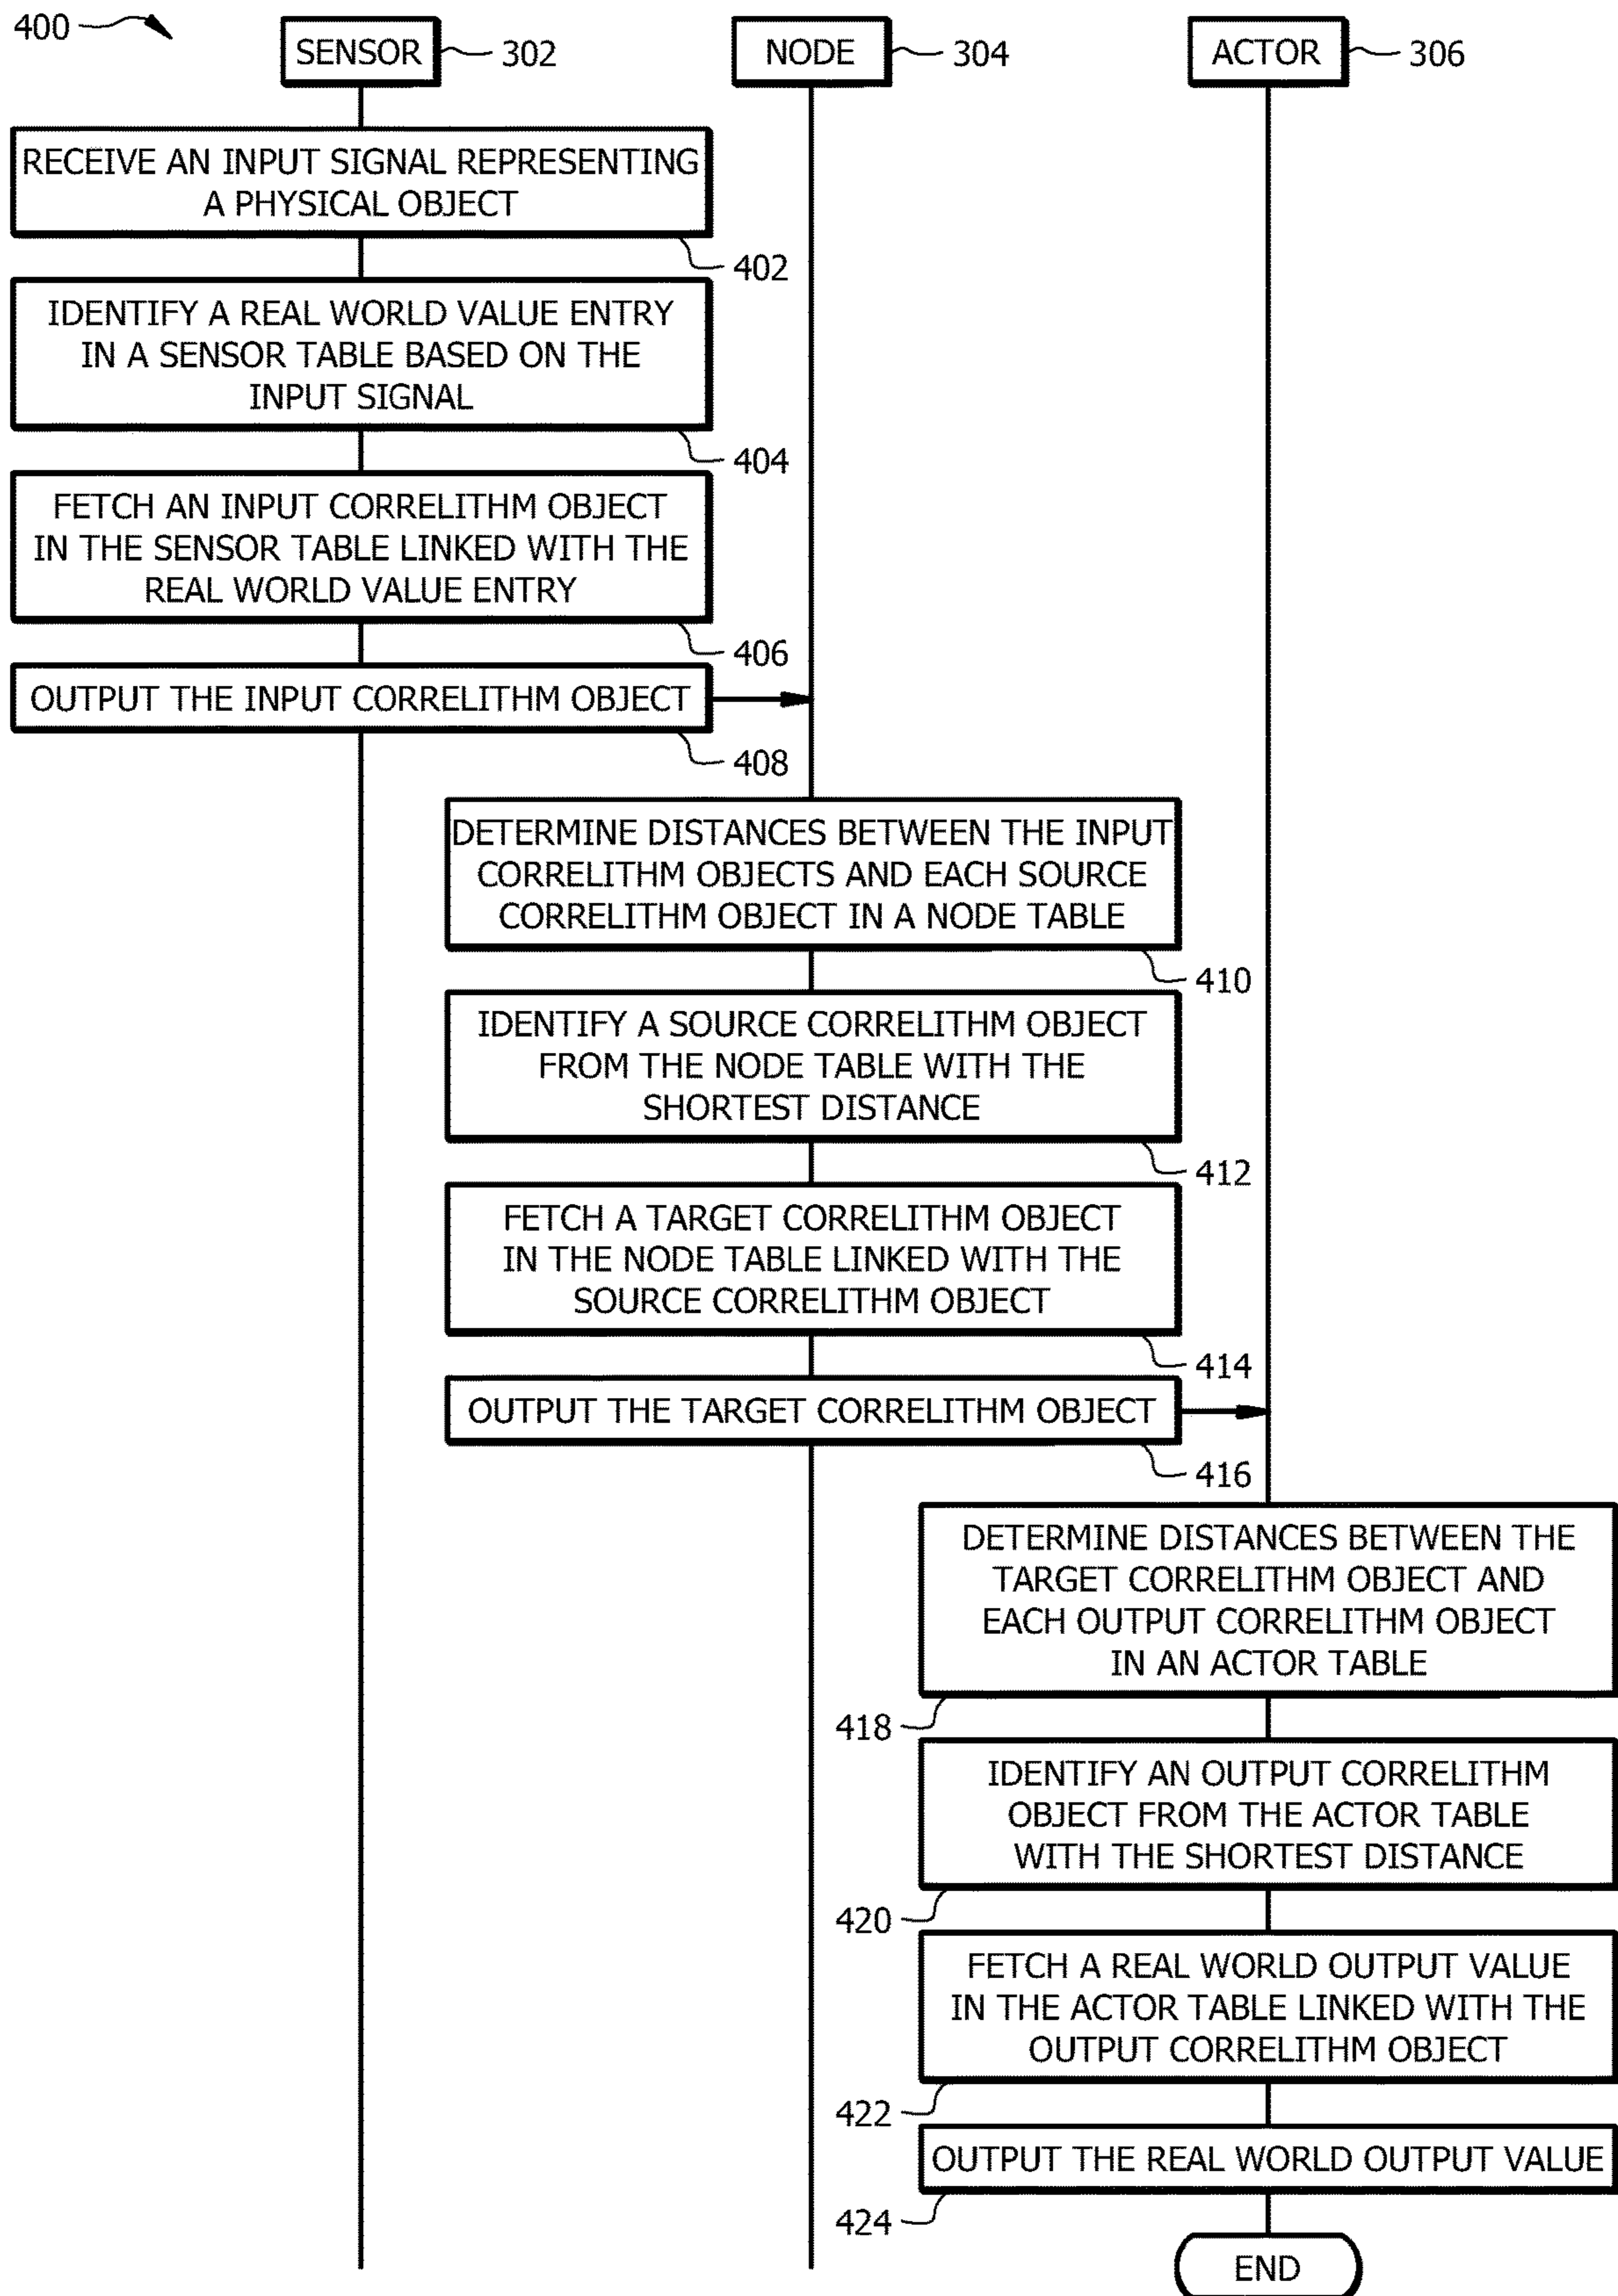 400
SENSOR
302
NODE
304
ACTOR
306
RECEIVE AN INPUT SIGNAL REPRESENTING
A PHYSICAL OBJECT
402
IDENTIFY A REAL WORLD VALUE ENTRY
IN A SENSOR TABLE BASED ON THE
INPUT SIGNAL
404
FETCH AN INPUT CORRELITHM OBJECT
IN THE SENSOR TABLE LINKED WITH THE
REAL WORLD VALUE ENTRY
406
OUTPUT THE INPUT CORRELITHM OBJECT
408
DETERMINE DISTANCES BETWEEN THE INPUT
CORRELITHM OBJECTS AND EACH SOURCE
CORRELITHM OBJECT IN A NODE TABLE
410
IDENTIFY A SOURCE CORRELITHM OBJECT
FROM THE NODE TABLE WITH THE
SHORTEST DISTANCE
412
FETCH A TARGET CORRELITHM OBJECT
IN THE NODE TABLE LINKED WITH THE
SOURCE CORRELITHM OBJECT
414
OUTPUT THE TARGET CORRELITHM OBJECT
416
DETERMINE DISTANCES BETWEEN THE
TARGET CORRELITHM OBJECT AND
EACH OUTPUT CORRELITHM OBJECT
IN AN ACTOR TABLE
418
IDENTIFY AN OUTPUT CORRELITHM
OBJECT FROM THE ACTOR TABLE
WITH THE SHORTEST DISTANCE
420
FETCH A REAL WORLD OUTPUT VALUE
IN THE ACTOR TABLE LINKED WITH THE
OUTPUT CORRELITHM OBJECT
422
OUTPUT THE REAL WORLD OUTPUT VALUE
424
END